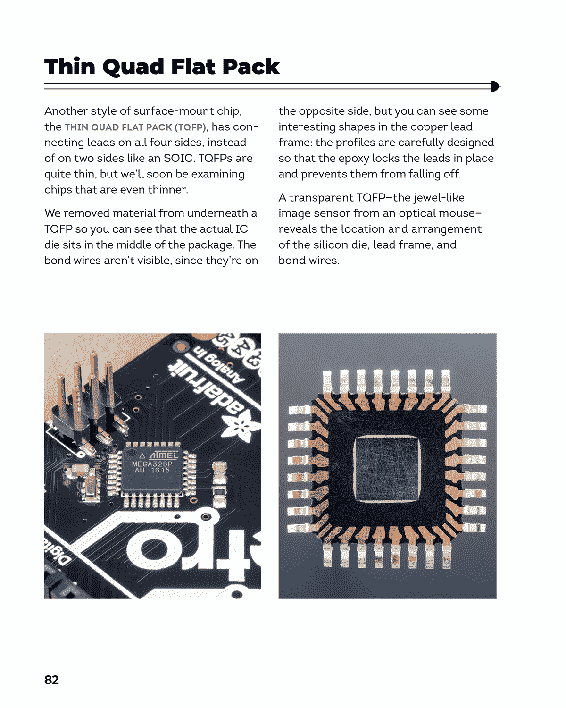 Thin Quad Flat Pack
Another style of surface-mount chip,
the THIN QUAD FLAT PACK (TQFP), has con-
necting leads on all four sides, instead
of on two sides like an SOIC. TQFPs are
quite thin, but we'll soon be examining
chips that are even thinner.
We removed material from underneath a
TQFP so you can see that the actual IC
die sits in the middle of the package. The
bond wires aren't visible, since they're on
the opposite side, but you can see some
interesting shapes in the copper lead
frame: the profiles are carefully designed
so that the epoxy locks the leads in place
and prevents them from falling off.
A transparent TQFP—the jewel-like
image sensor from an optical mouse—
reveals the location and arrangement
of the silicon die, lead frame, and
bond wires.
Analog In
adafruit
ATMEL
MEGA328P
AU 1615
tro
Digital
82